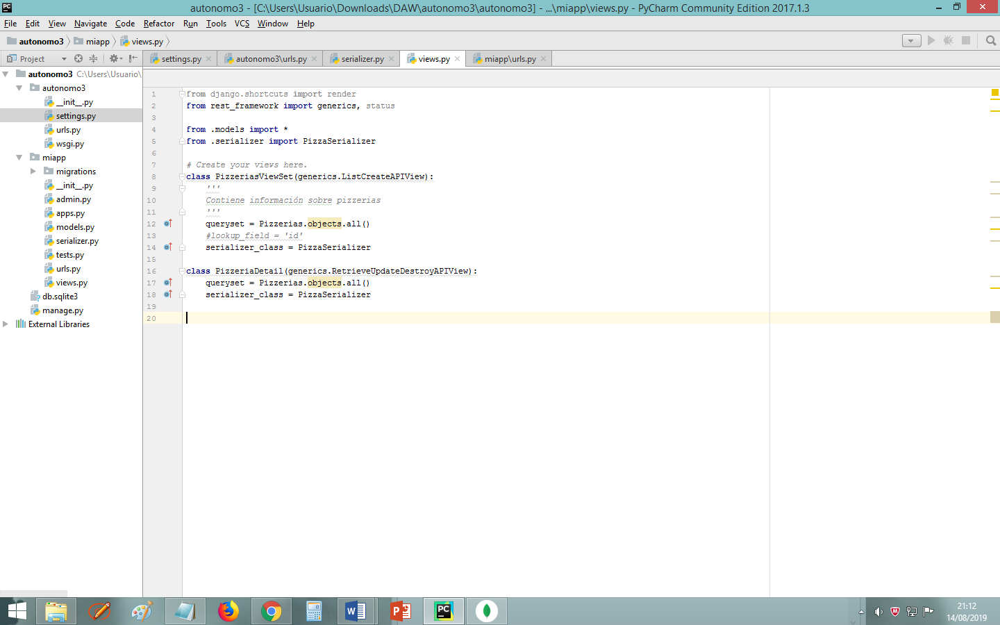 autonomo3 - [C:\Users\Usuario\Downloads\DAW\autonomo3\autonomo3] - ...\miapp\views.py - PyCharm Community Edition 2017.1.3
File Edit View Navigate Code Refactor Run Tools VCS Window Help
autonomo3 miapp views.py
Project settings.py autonomo3\urls.py serializer.py views.py miapp\urls.py
autonomo3 C:\Users\Usuario\
autonomo3
__init__.py
settings.py
urls.py
wsgi.py
miapp
migrations
__init__.py
admin.py
apps.py
models.py
serializer.py
tests.py
urls.py
views.py
db.sqlite3
manage.py
External Libraries
1 from django.shortcuts import render
2 from rest_framework import generics, status
3
4 from .models import *
5 from .serializer import PizzaSerializer
6
7 # Create your views here.
8 class PizzeriasViewSet(generics.ListCreateAPIView):
9 '''
10 Contiene información sobre pizzerias
11 '''
12 queryset = Pizzerias.objects.all()
13 #lookup_field = 'id'
14 serializer_class = PizzaSerializer
15
16 class PizzeriaDetail(generics.RetrieveUpdateDestroyAPIView):
17 queryset = Pizzerias.objects.all()
18 serializer_class = PizzaSerializer
19
20
21:12
14/08/2019